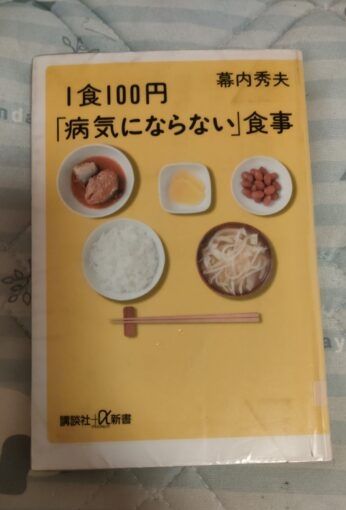 幕内秀夫
1食100円
「病気にならない」食事
講談社+α新書